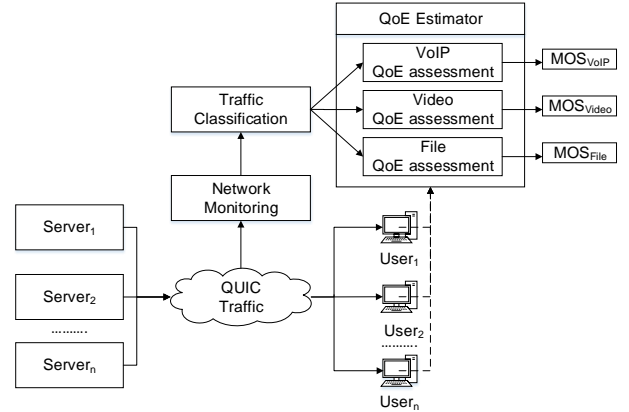 QoE Estimator
VoIP
QoE assessment
MOSVoIP
Video
QoE assessment
MOSVideo
File
QoE assessment
MOSFile
Traffic
Classification
Network
Monitoring
Server1
Server2
..........
Servern
QUIC
Traffic
User1
User2
..........
Usern